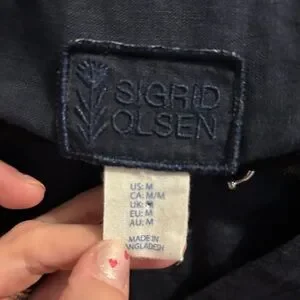 SIGRID
OLSEN
US: M
CA: M/M
UK: M
EU: M
AU: M
MADE IN
BANGLADESH